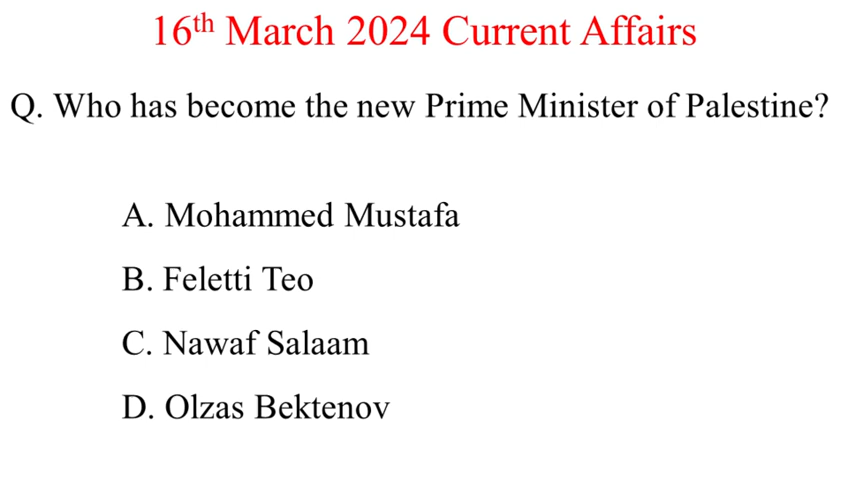 16th March 2024 Current Affairs
Q. Who has become the new Prime Minister of Palestine?
A. Mohammed Mustafa
B. Feletti Teo
C. Nawaf Salaam
D. Olzas Bektenov